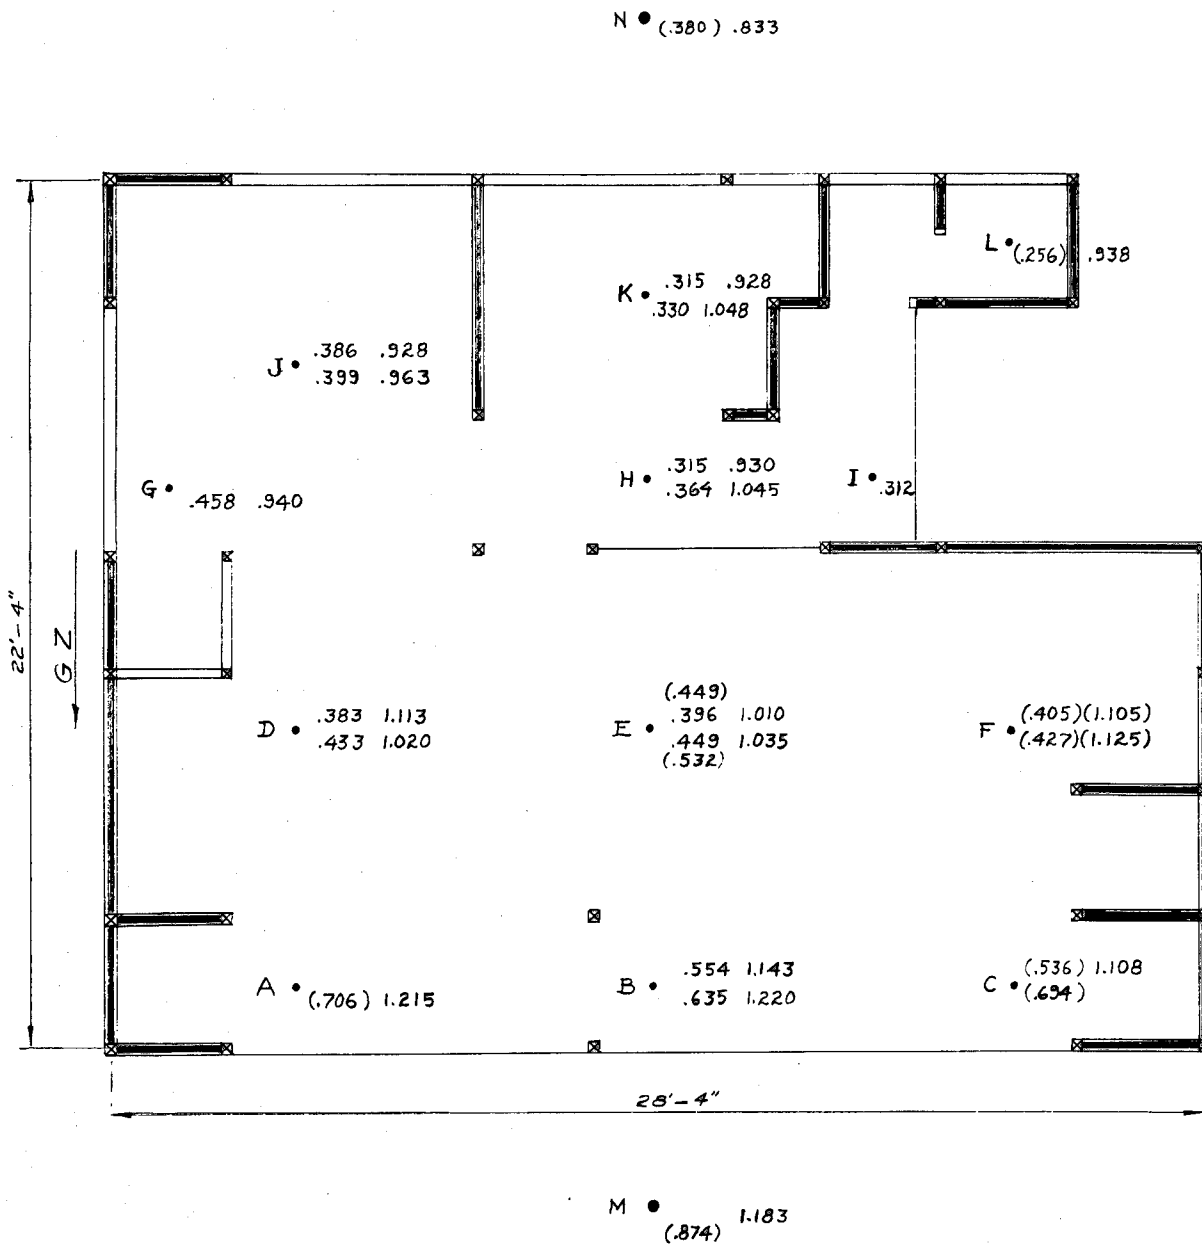 N (.380) .833
L (.256) .938
K .315 .928
.330 1.048
J .386 .928
.399 .963
H .315 .930
.364 1.045
I .312
G .458 .940
22'-4"
G Z
D .383 1.113
.433 1.020
(.449)
E .396 1.010
.449 1.035
(.532)
F (.405)(1.105)
(.427)(1.125)
A (.706) 1.215
B .554 1.143
.635 1.220
C (.536) 1.108
(.694)
28'-4"
M (.874) 1.183